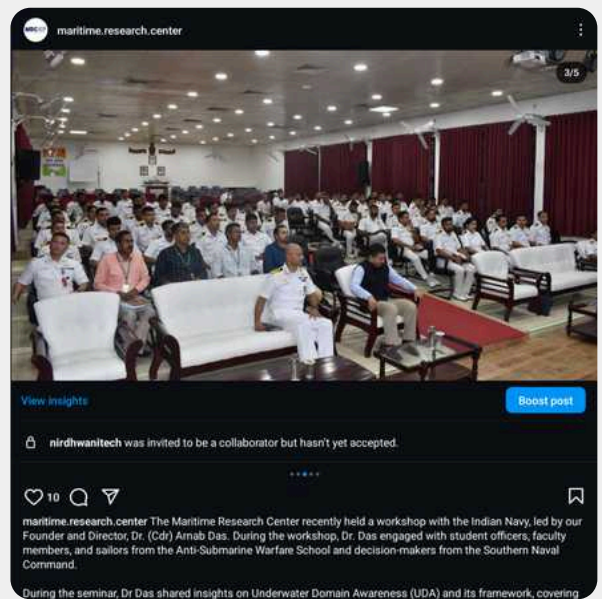 maritime.research.center
3/5
View insights
Boost post
nirdhwanitech was invited to be a collaborator but hasn't yet accepted.
10
maritime.research.center The Maritime Research Center recently held a workshop with the Indian Navy, led by our
Founder and Director, Dr. (Cdr) Arnab Das. During the workshop, Dr. Das engaged with student officers, faculty
members, and sailors from the Anti-Submarine Warfare School and decision-makers from the Southern Naval
Command.
During the seminar, Dr Das shared insights on Underwater Domain Awareness (UDA) and its framework, covering